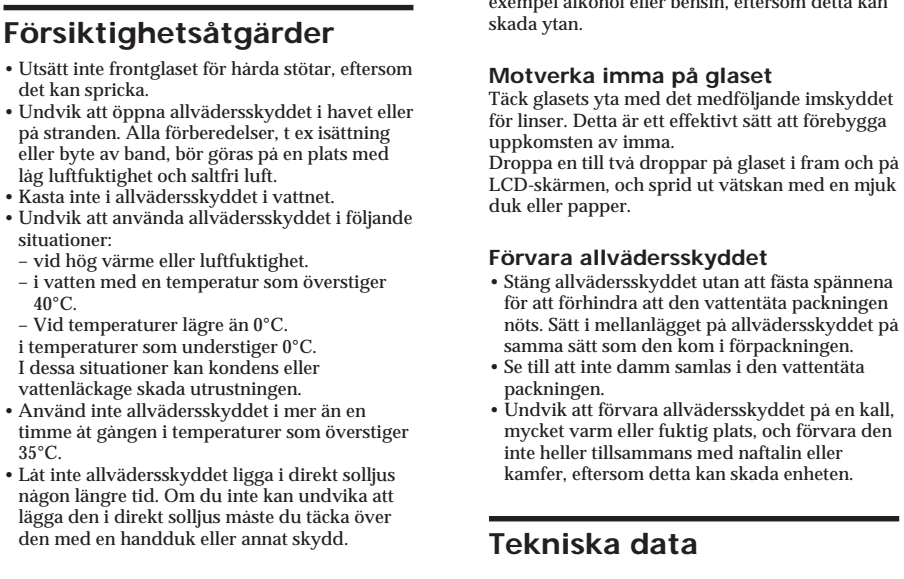 Försiktighetsåtgärder
• Utsätt inte frontglaset för hårda stötar, eftersom
det kan spricka.
• Undvik att öppna allvädersskyddet i havet eller
på stranden. Alla förberedelser, t ex isättning
eller byte av band, bör göras på en plats med
låg luftfuktighet och saltfri luft.
• Kasta inte i allvädersskyddet i vattnet.
• Undvik att använda allvädersskyddet i följande
situationer:
– vid hög värme eller luftfuktighet.
– i vatten med en temperatur som överstiger
40°C.
– Vid temperaturer lägre än 0°C.
i temperaturer som understiger 0°C.
I dessa situationer kan kondens eller
vattenläckage skada utrustningen.
• Använd inte allvädersskyddet i mer än en
timme åt gången i temperaturer som överstiger
35°C.
• Låt inte allvädersskyddet ligga i direkt solljus
någon längre tid. Om du inte kan undvika att
lägga den i direkt solljus måste du täcka över
den med en handduk eller annat skydd.
exempel alkohol eller bensin, eftersom detta kan
skada ytan.
Motverka imma på glaset
Täck glasets yta med det medföljande imskyddet
för linser. Detta är ett effektivt sätt att förebygga
uppkomsten av imma.
Droppa en till två droppar på glaset i fram och på
LCD-skärmen, och sprid ut vätskan med en mjuk
duk eller papper.
Förvara allvädersskyddet
• Stäng allvädersskyddet utan att fästa spännena
för att förhindra att den vattentäta packningen
nöts. Sätt i mellanlägget på allvädersskyddet på
samma sätt som den kom i förpackningen.
• Se till att inte damm samlas i den vattentäta
packningen.
• Undvik att förvara allvädersskyddet på en kall,
mycket varm eller fuktig plats, och förvara den
inte heller tillsammans med naftalin eller
kamfer, eftersom detta kan skada enheten.
Tekniska data